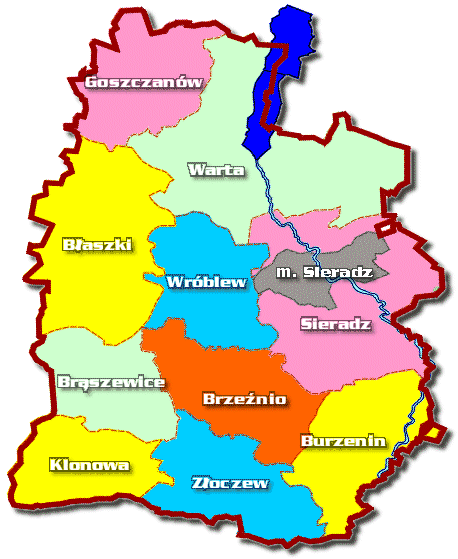 Goszczanów
Warta
Błaszki
m. Sieradz
Wróblew
Sieradz
Brąszewice
Brzeźnio
Burzenin
Klonowa
Złoczew